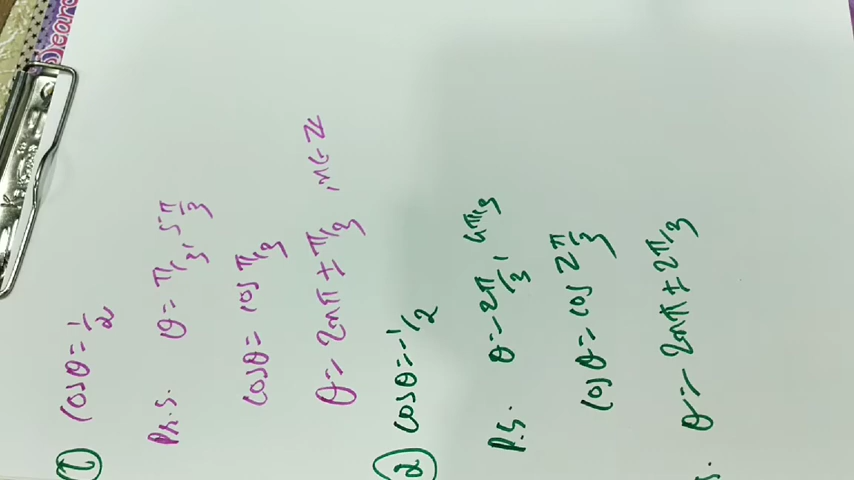 ① cosθ = 1/2
P.r.s. θ = π/3, 5π/3
cosθ = cos π/3
θ = 2nπ ± π/3, n ∈ Z
② cosθ = -1/2
P.S. θ = 2π/3, 4π/3
cosθ = cos 2π/3
θ = 2nπ ± 2π/3